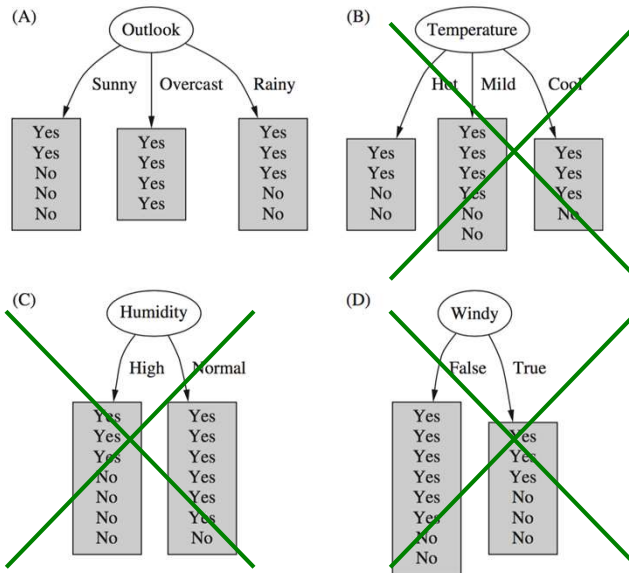 (A)
Outlook
Sunny Overcast Rainy
Yes
Yes
No
No
No
Yes
Yes
Yes
Yes
Yes
Yes
Yes
No
No
(B)
Temperature
Hot Mild Cool
Yes
Yes
No
No
Yes
Yes
Yes
Yes
No
No
Yes
Yes
Yes
No
(C)
Humidity
High Normal
Yes
Yes
Yes
No
No
No
No
Yes
Yes
Yes
Yes
Yes
Yes
No
(D)
Windy
False True
Yes
Yes
Yes
Yes
Yes
Yes
No
No
Yes
Yes
Yes
No
No
No